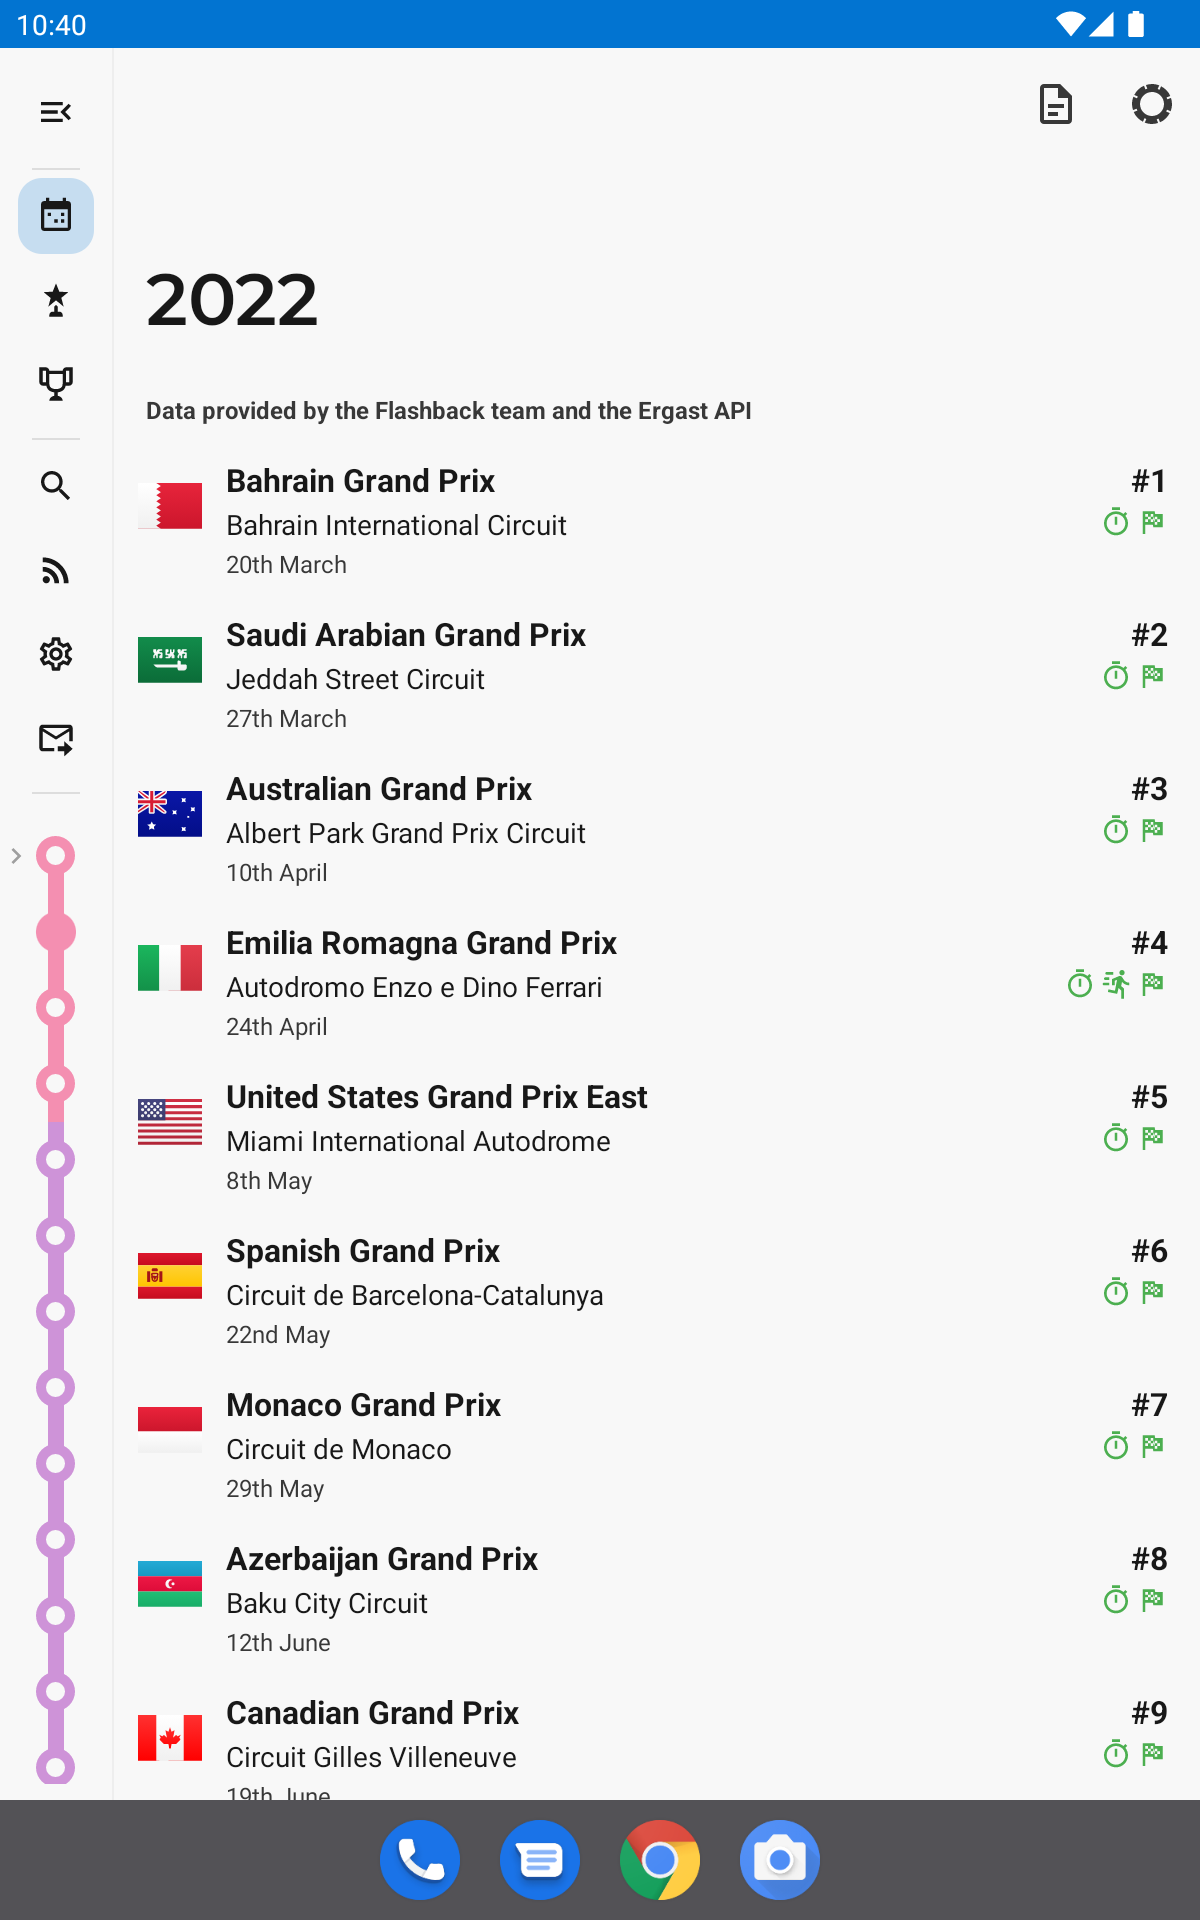 10:40
2022
Data provided by the Flashback team and the Ergast API
Bahrain Grand Prix
#1
Bahrain International Circuit
20th March
Saudi Arabian Grand Prix
#2
Jeddah Street Circuit
27th March
Australian Grand Prix
#3
Albert Park Grand Prix Circuit
10th April
Emilia Romagna Grand Prix
#4
Autodromo Enzo e Dino Ferrari
24th April
United States Grand Prix East
#5
Miami International Autodrome
8th May
Spanish Grand Prix
#6
Circuit de Barcelona-Catalunya
22nd May
Monaco Grand Prix
#7
Circuit de Monaco
29th May
Azerbaijan Grand Prix
#8
Baku City Circuit
12th June
Canadian Grand Prix
#9
Circuit Gilles Villeneuve
19th June